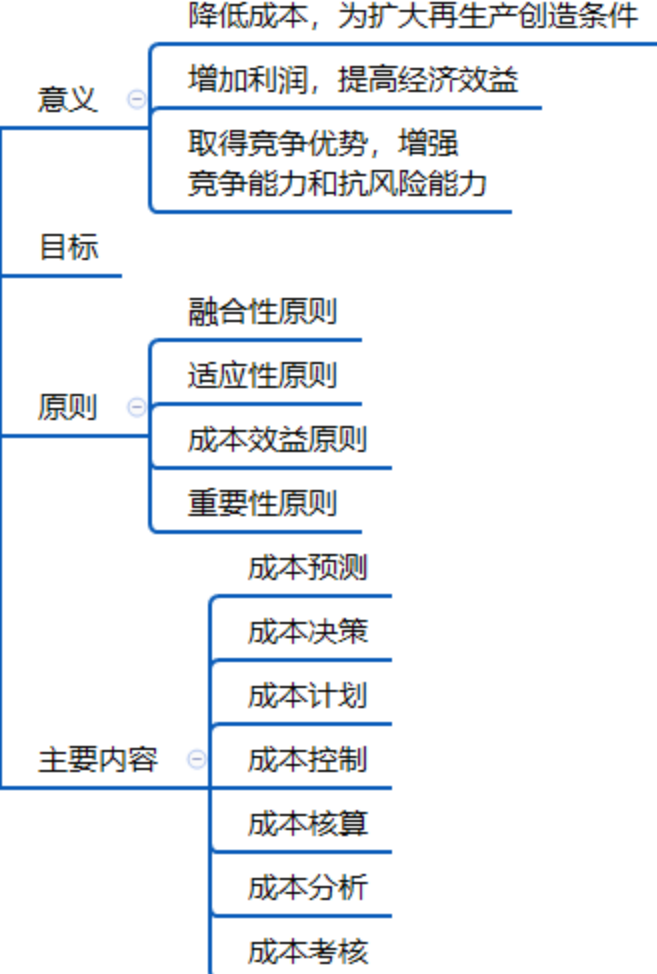 降低成本，为扩大再生产创造条件
意义
增加利润，提高经济效益
取得竞争优势，增强
竞争能力和抗风险能力
目标
原则
融合性原则
适应性原则
成本效益原则
重要性原则
主要内容
成本预测
成本决策
成本计划
成本控制
成本核算
成本分析
成本考核